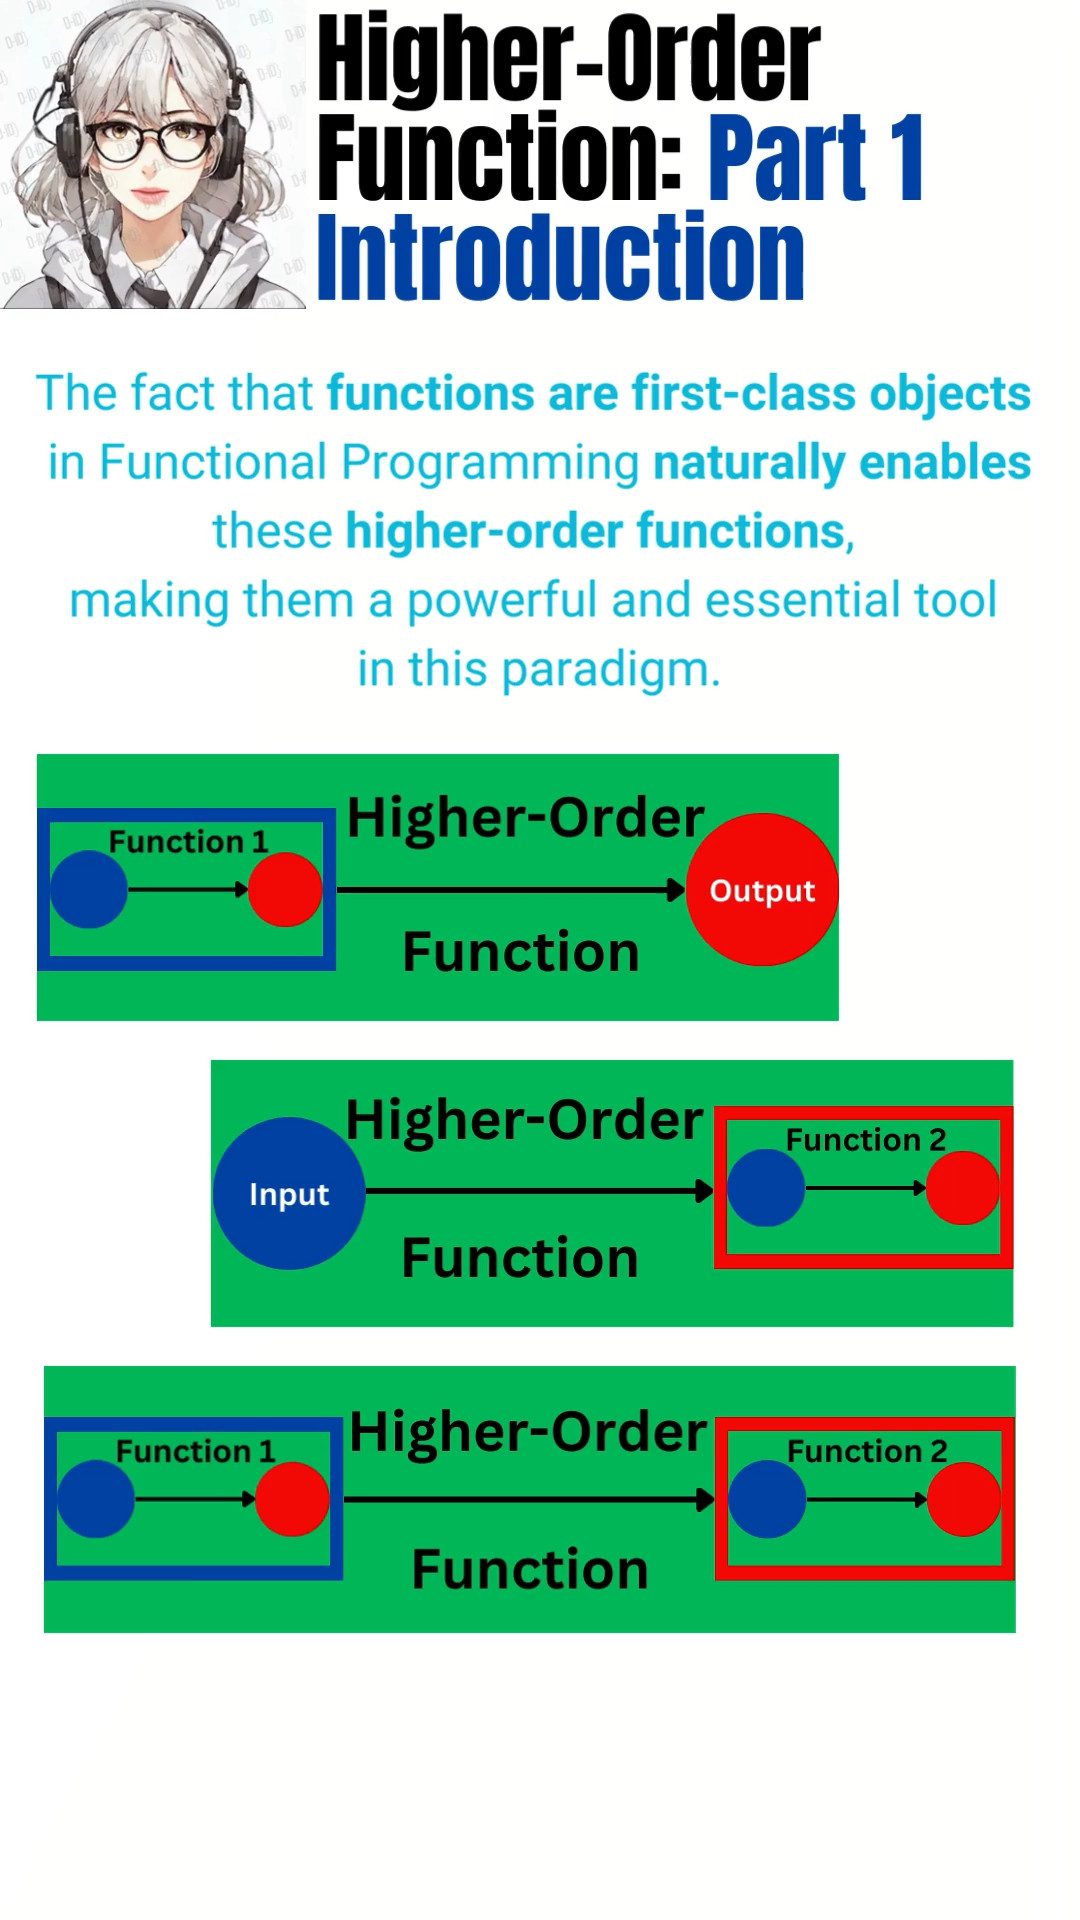 Higher-Order
Function: Part 1
Introduction
The fact that functions are first-class objects
in Functional Programming naturally enables
these higher-order functions,
making them a powerful and essential tool
in this paradigm.
Function 1
Higher-Order
Function
Output
Input
Higher-Order
Function
Function 2
Function 1
Higher-Order
Function
Function 2